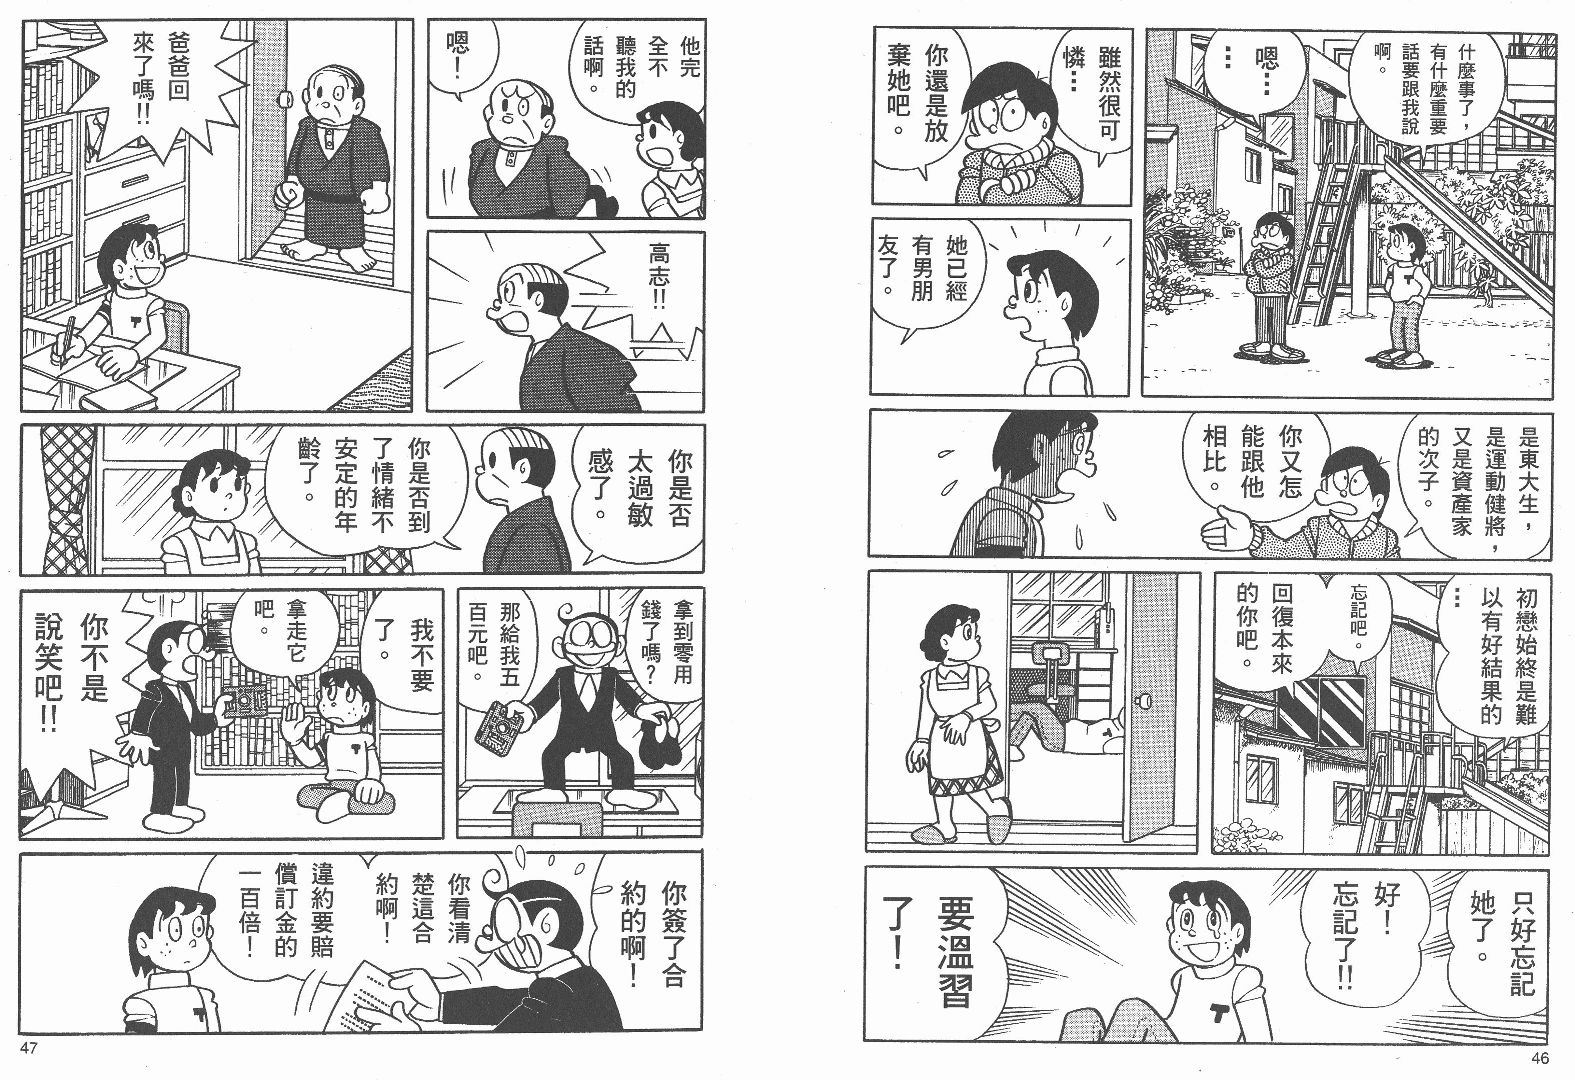 什麼事了，
有什麼重要
話要跟我說
啊。
嗯⋯
⋯
雖然很可
憐⋯
你還是放
棄她吧。
她已經
有男朋
友了。
是東大生，
是運動健將，
又是資產家
的次子。
你又怎
能跟他
相比。
初戀始終是難
以有好結果的
⋯
忘記吧。
回復本來
的你吧。
只好忘記
她了。
好！
忘記了!!
要溫習
了！
46
他完
全不
聽我的
話啊。
嗯！
高志!!
爸爸回
來了嗎!!
你是否
太過敏
感了。
你是否到
了情緒不
安定的年
齡了。
拿到零用
錢了嗎？
那給我五
百元吧。
我不要
了。
拿走它
吧。
你不是
說笑吧!!
你簽了合
約的啊！
你看清
楚這合
約啊！
違約要賠
償訂金的
一百倍！
47